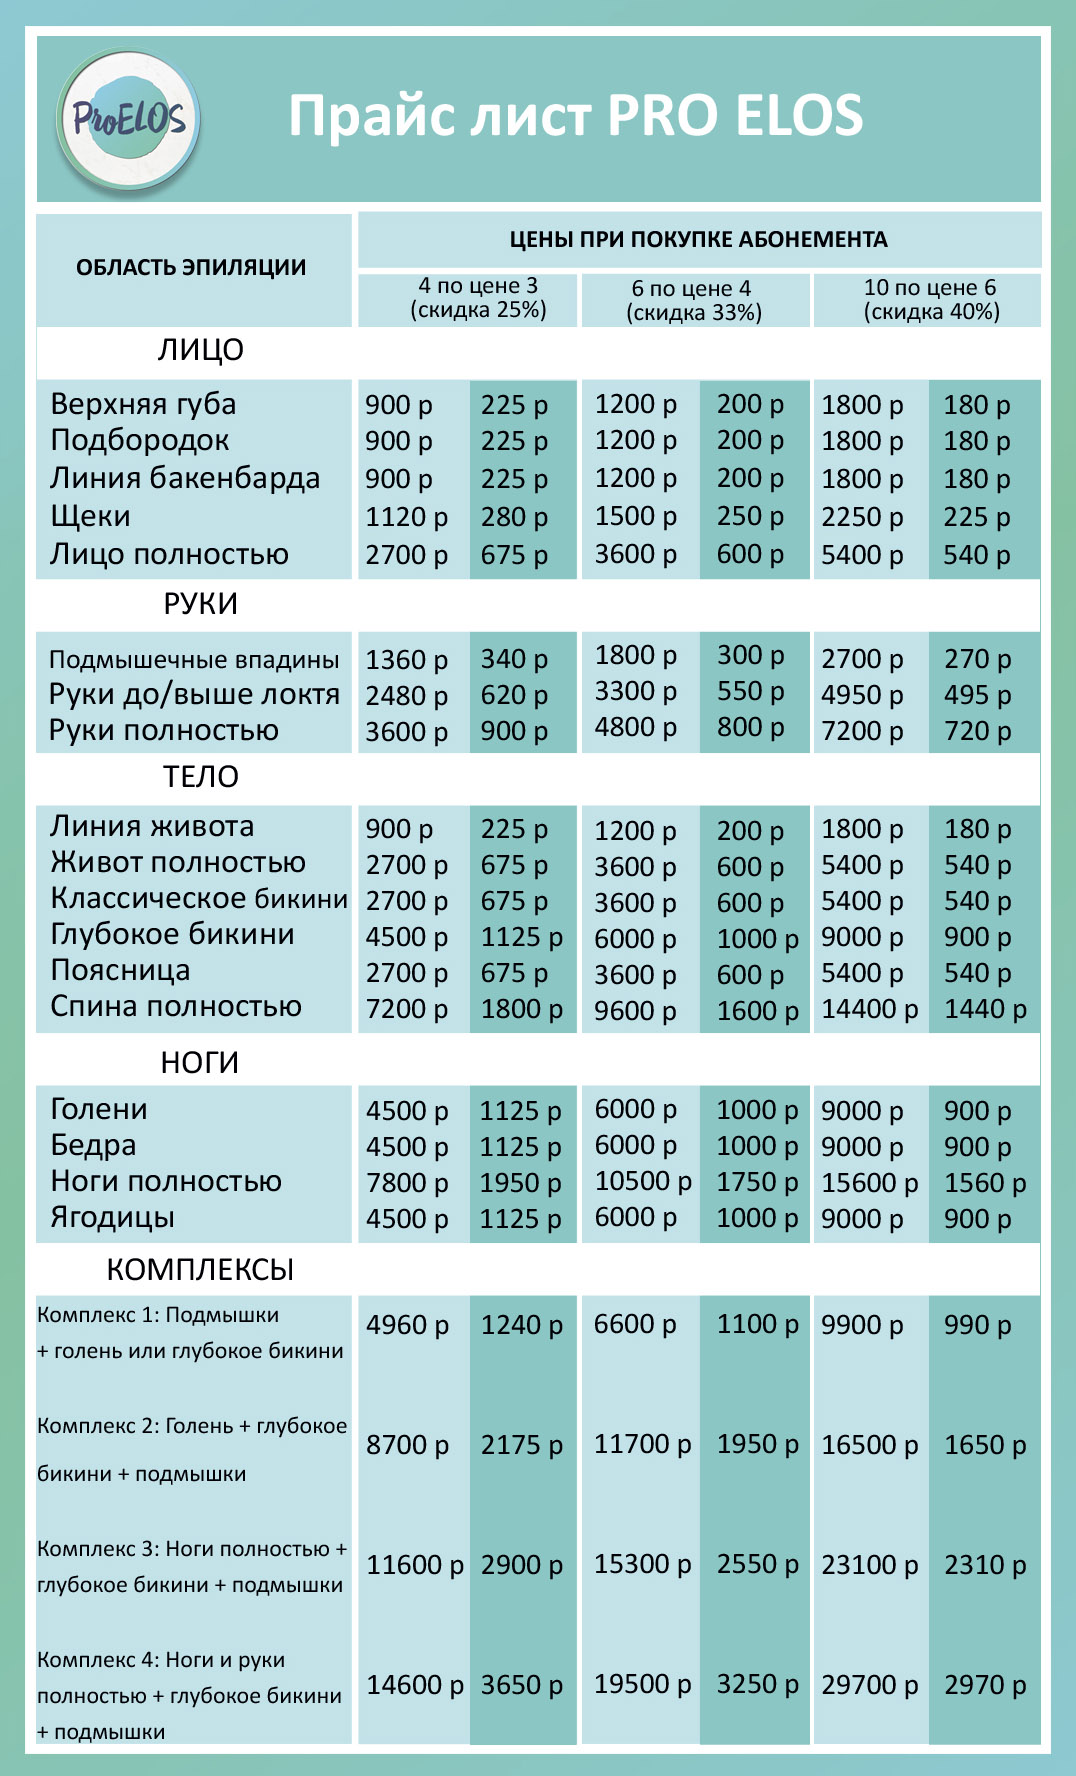 ProELOS
Прайс лист PRO ELOS
ОБЛАСТЬ ЭПИЛЯЦИИ
ЦЕНЫ ПРИ ПОКУПКЕ АБОНЕМЕНТА
4 по цене 3
(скидка 25%)
6 по цене 4
(скидка 33%)
10 по цене 6
(скидка 40%)
ЛИЦО
Верхняя губа 900 р 225 р 1200 р 200 р 1800 р 180 р
Подбородок 900 р 225 р 1200 р 200 р 1800 р 180 р
Линия бакенбарда 900 р 225 р 1200 р 200 р 1800 р 180 р
Щеки 1120 р 280 р 1500 р 250 р 2250 р 225 р
Лицо полностью 2700 р 675 р 3600 р 600 р 5400 р 540 р
РУКИ
Подмышечные впадины 1360 р 340 р 1800 р 300 р 2700 р 270 р
Руки до/выше локтя 2480 р 620 р 3300 р 550 р 4950 р 495 р
Руки полностью 3600 р 900 р 4800 р 800 р 7200 р 720 р
ТЕЛО
Линия живота 900 р 225 р 1200 р 200 р 1800 р 180 р
Живот полностью 2700 р 675 р 3600 р 600 р 5400 р 540 р
Классическое бикини 2700 р 675 р 3600 р 600 р 5400 р 540 р
Глубокое бикини 4500 р 1125 р 6000 р 1000 р 9000 р 900 р
Поясница 2700 р 675 р 3600 р 600 р 5400 р 540 р
Спина полностью 7200 р 1800 р 9600 р 1600 р 14400 р 1440 р
НОГИ
Голени 4500 р 1125 р 6000 р 1000 р 9000 р 900 р
Бедра 4500 р 1125 р 6000 р 1000 р 9000 р 900 р
Ноги полностью 7800 р 1950 р 10500 р 1750 р 15600 р 1560 р
Ягодицы 4500 р 1125 р 6000 р 1000 р 9000 р 900 р
КОМПЛЕКСЫ
Комплекс 1: Подмышки
+ голень или глубокое бикини
4960 р 1240 р 6600 р 1100 р 9900 р 990 р
Комплекс 2: Голень + глубокое
бикини + подмышки
8700 р 2175 р 11700 р 1950 р 16500 р 1650 р
Комплекс 3: Ноги полностью +
глубокое бикини + подмышки
11600 р 2900 р 15300 р 2550 р 23100 р 2310 р
Комплекс 4: Ноги и руки
полностью + глубокое бикини
+ подмышки
14600 р 3650 р 19500 р 3250 р 29700 р 2970 р